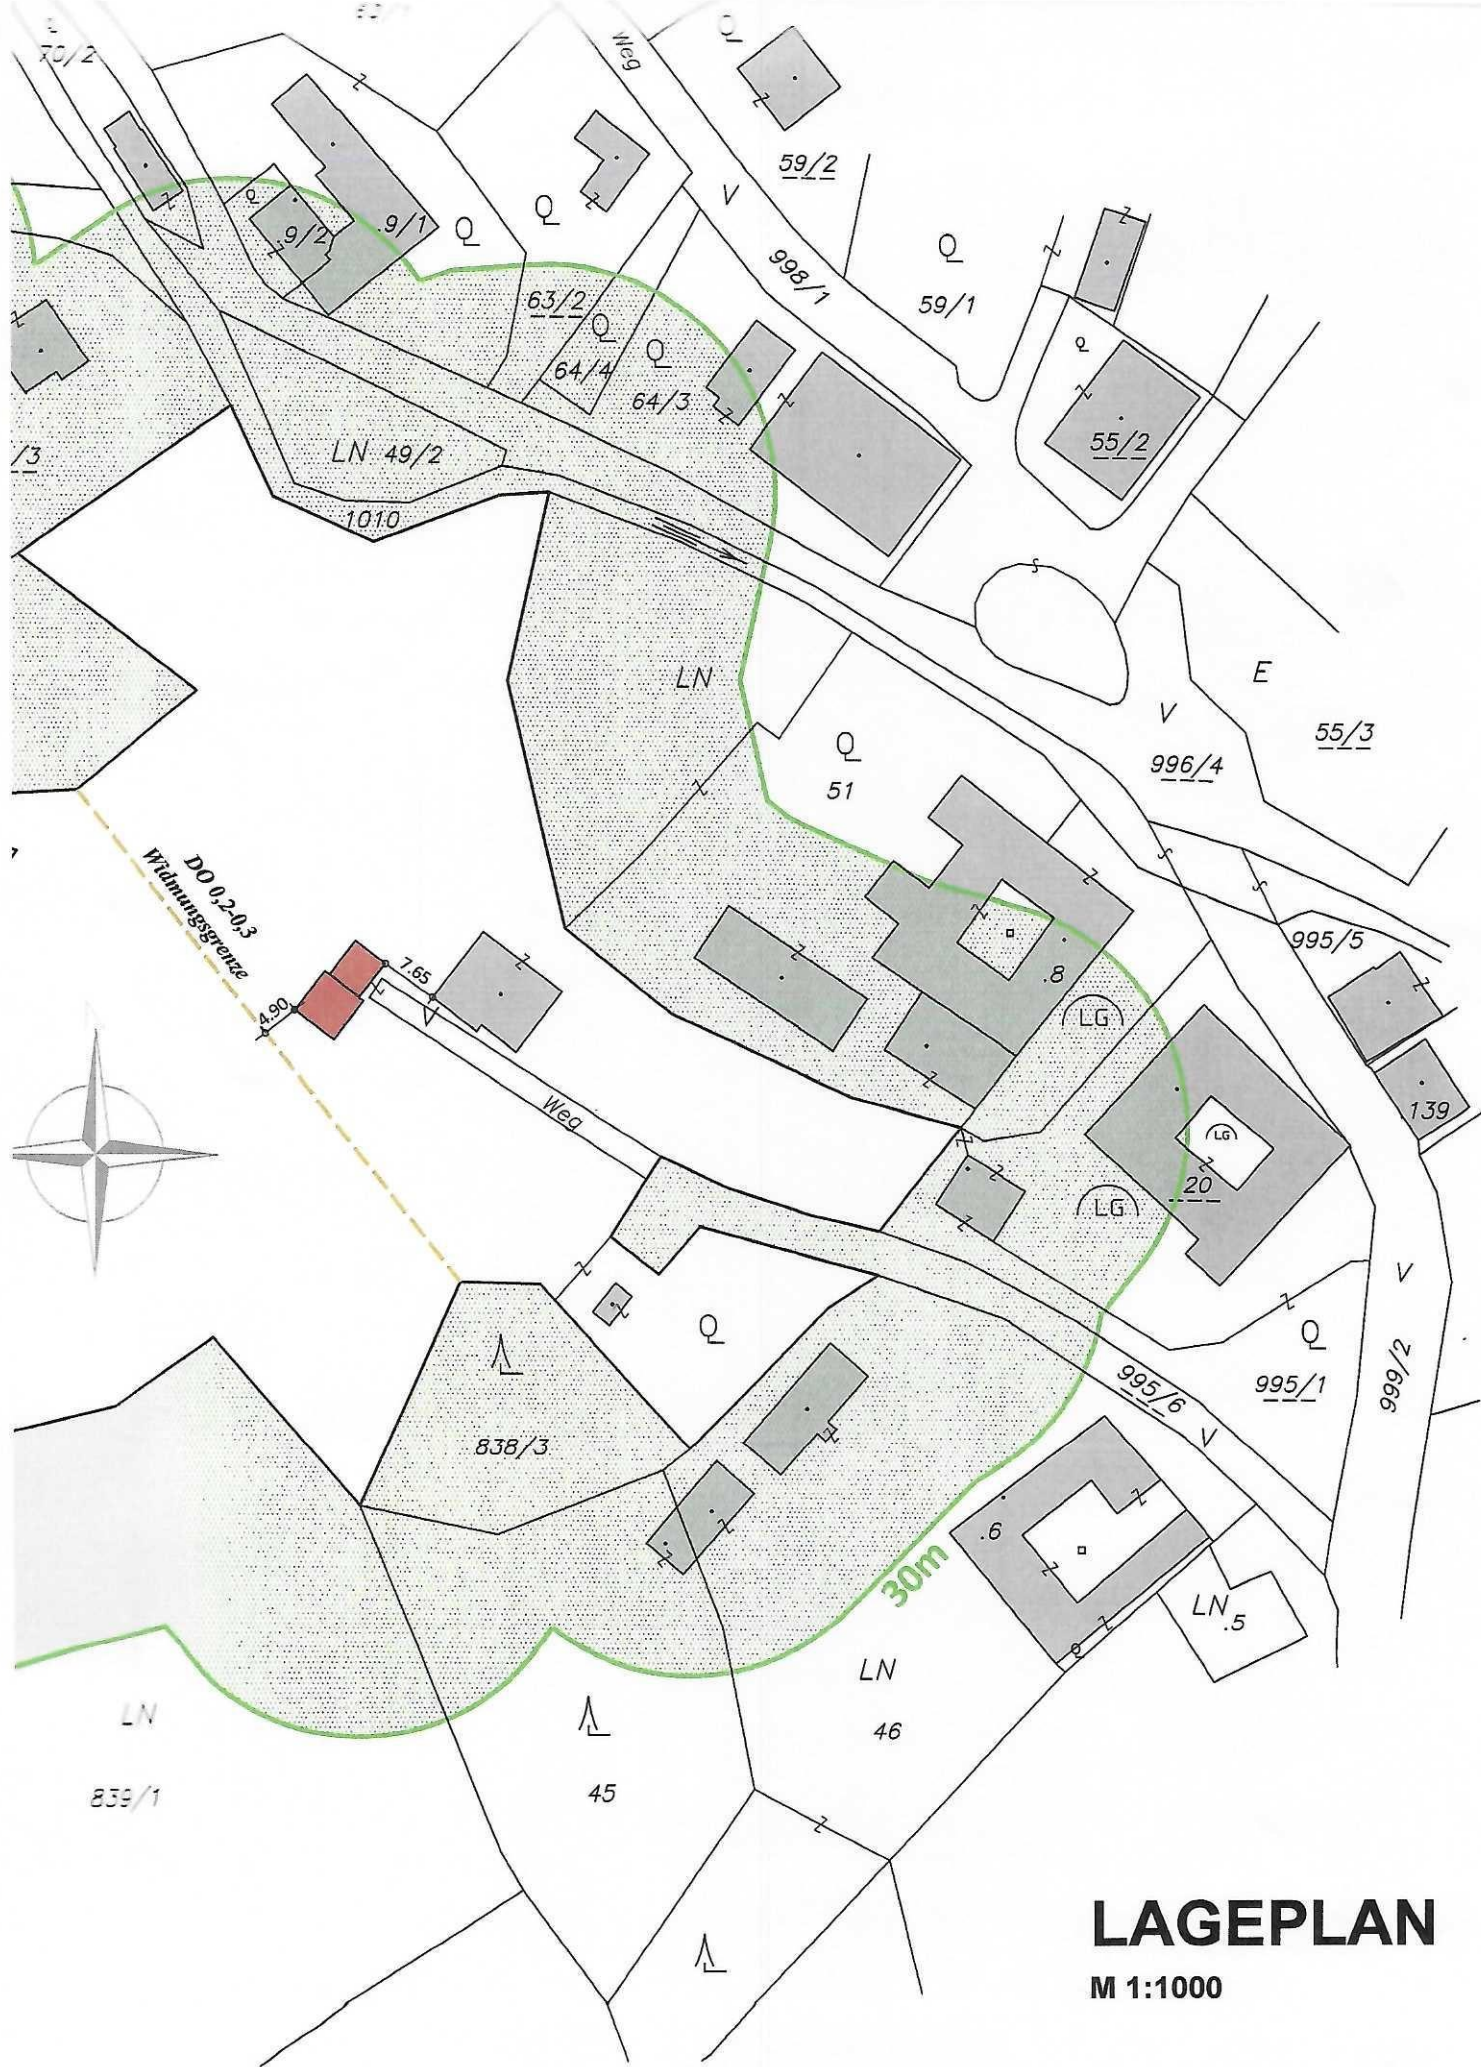 70/2
Weg
Q
59/2
V
9/2
.9/1
Q
Q
Q
998/1
Q
59/1
63/2
Q
64/4
Q
64/3
Q
55/2
/3
LN 49/2
1010
LN
E
V
55/3
996/4
Q
51
DO 0,2-0,3
Widmungsgrenze
7.65
4.90
V
.8
995/5
LG
139
LG
Weg
20
LG
V
Q
Q
995/1
995/6
999/2
V
838/3
.6
30m
LN
.5
Q
LN
46
LN
839/1
45
LAGEPLAN
M 1:1000